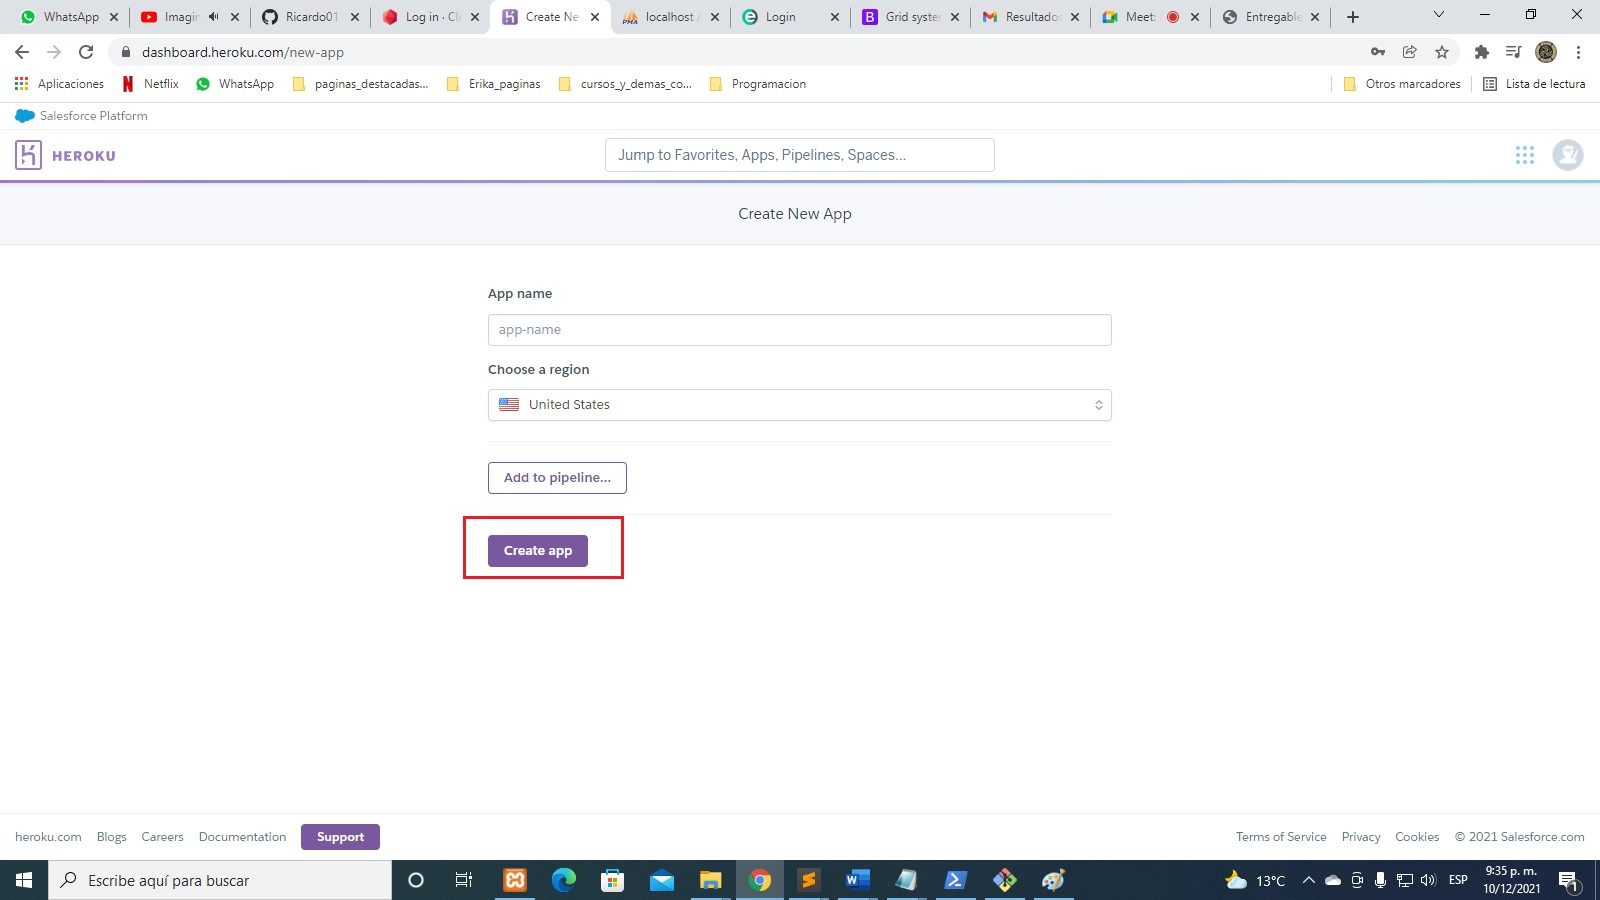 WhatsApp
Imagin
Ricardo01
Log in · Cl
Create Ne
localhost /
Login
Grid syste
Resultados
Meet:
Entregable
dashboard.heroku.com/new-app
Aplicaciones
Netflix
WhatsApp
paginas_destacadas...
Erika_paginas
cursos_y_demas_co...
Programacion
Otros marcadores
Lista de lectura
Salesforce Platform
HEROKU
Jump to Favorites, Apps, Pipelines, Spaces...
Create New App
App name
app-name
Choose a region
United States
Add to pipeline...
Create app
heroku.com
Blogs
Careers
Documentation
Support
Terms of Service
Privacy
Cookies
© 2021 Salesforce.com
Escribe aquí para buscar
13°C
ESP
9:35 p. m.
10/12/2021
1